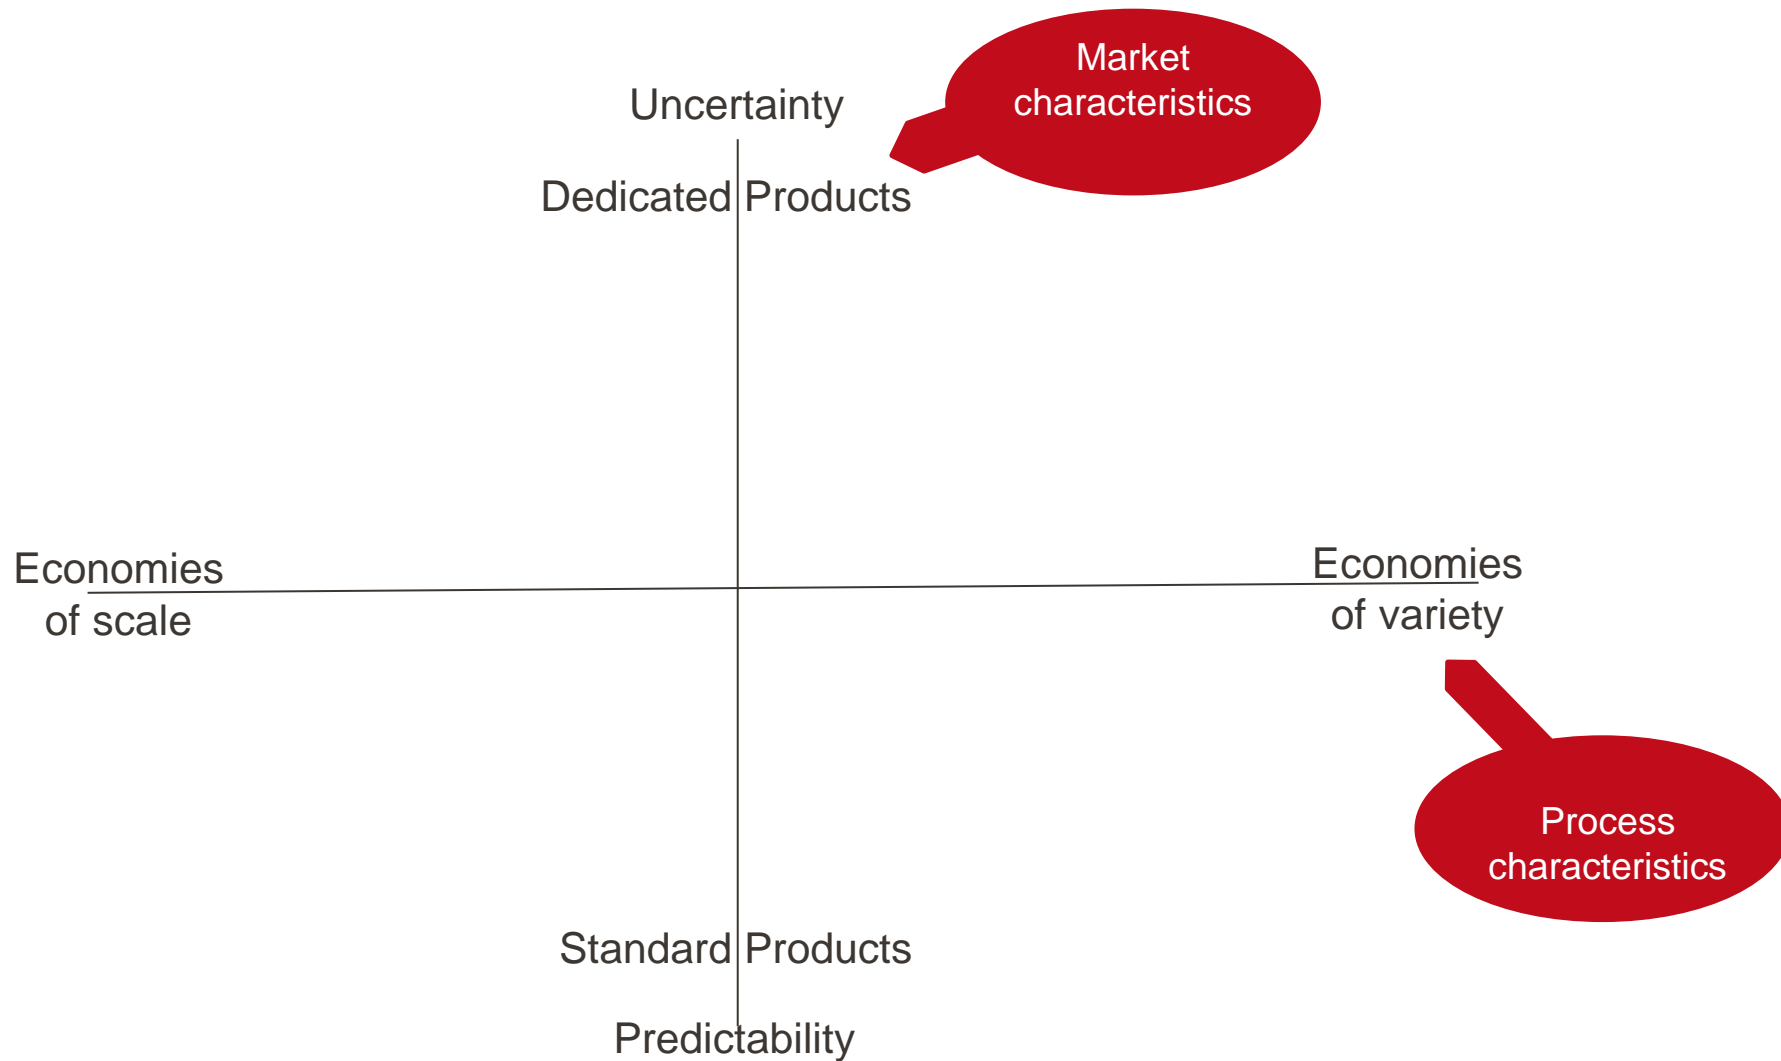 Market
characteristics
Uncertainty
Dedicated Products
Economies
of scale
Economies
of variety
Process
characteristics
Standard Products
Predictability